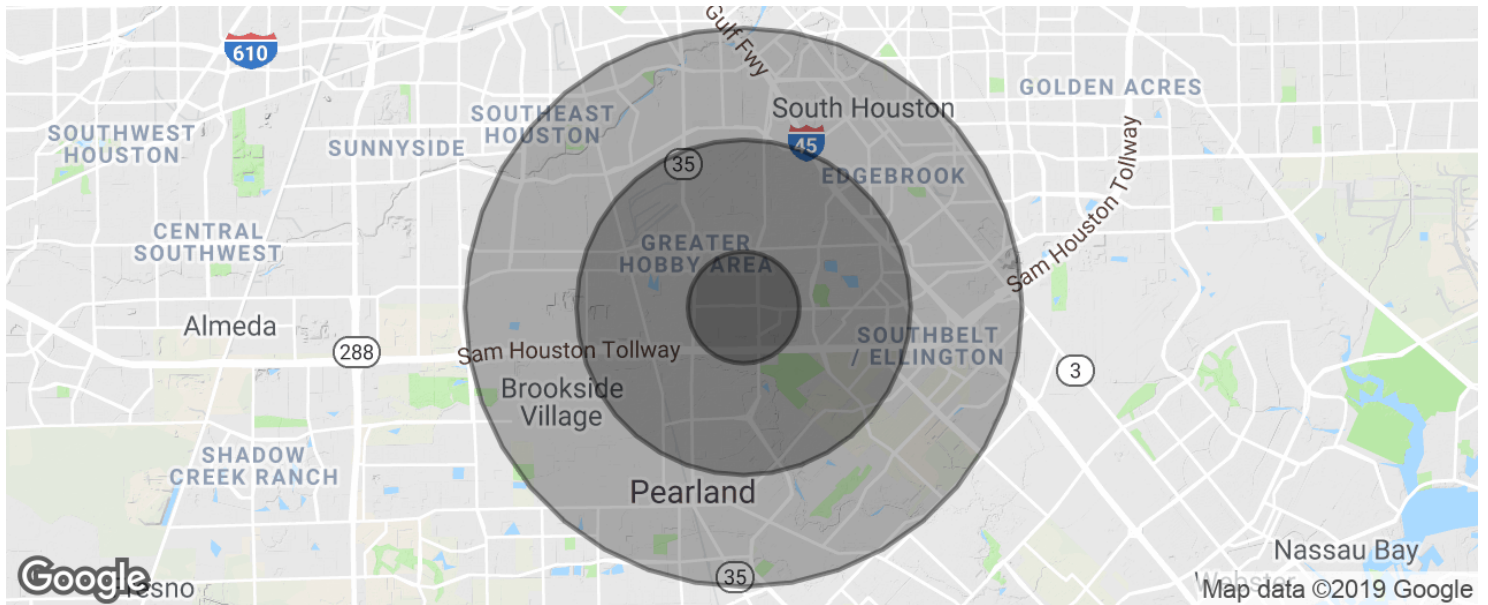 Gulf Fwy
610
SOUTHWEST
HOUSTON
SUNNYSIDE
SOUTHEAST
HOUSTON
South Houston
GOLDEN ACRES
45
35
EDGEBROOK
Sam Houston Tollway
CENTRAL
SOUTHWEST
GREATER
HOBBY AREA
Almeda
288
Sam Houston Tollway
SOUTHBELT
/ ELLINGTON
3
Brookside
Village
SHADOW
CREEK RANCH
Pearland
35
Nassau Bay
Google
Fresno
Webster
Map data ©2019 Google